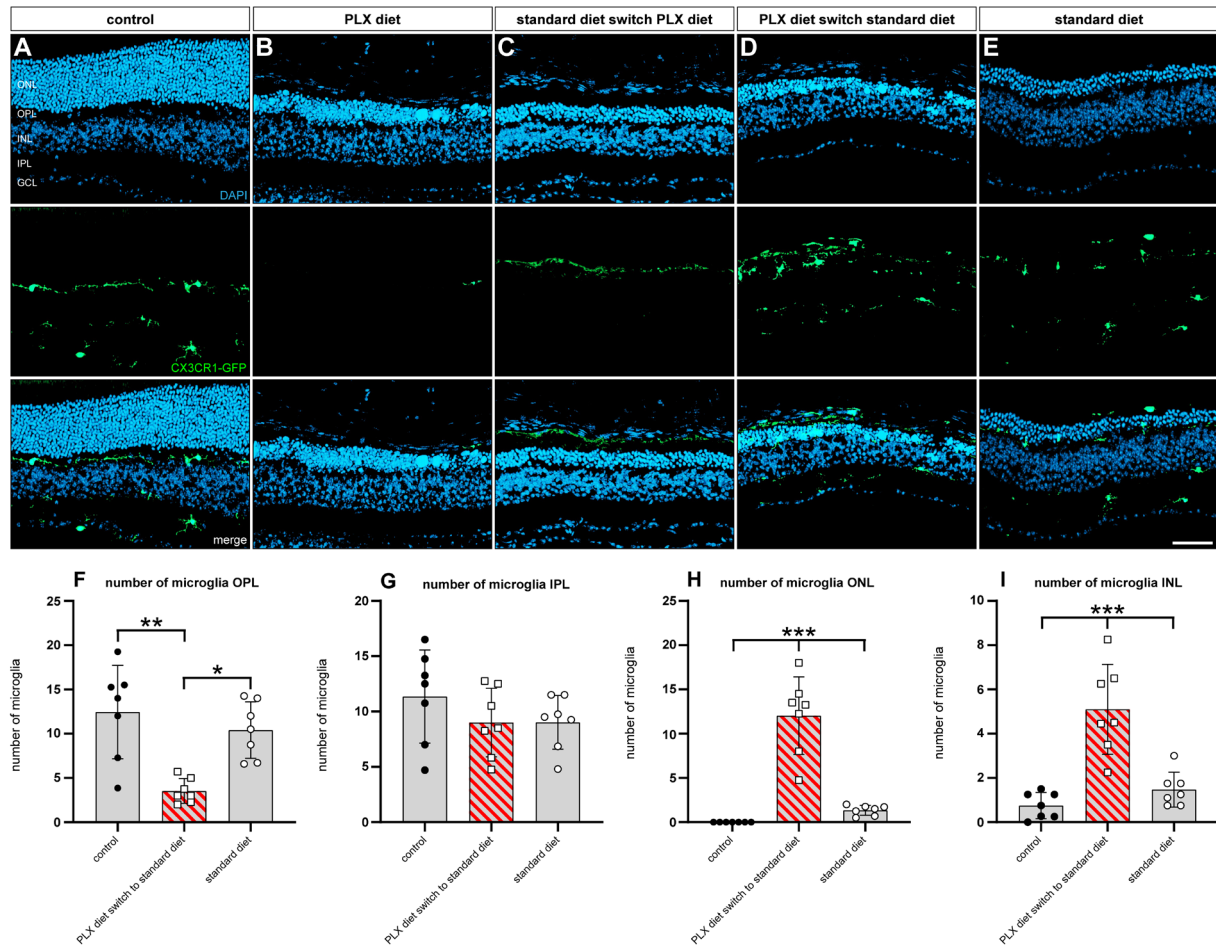 control
PLX diet
standard diet switch PLX diet
PLX diet switch standard diet
standard diet
A
B
C
D
E
ONL
OPL
INL
IPL
GCL
DAPI
CX3CR1-GFP
merge
F
number of microglia OPL
number of microglia
25
20
15
10
5
0
**
*
control
PLX diet switch to standard diet
standard diet
G
number of microglia IPL
number of microglia
20
15
10
5
0
control
PLX diet switch to standard diet
standard diet
H
number of microglia ONL
number of microglia
25
20
15
10
5
0
***
control
PLX diet switch to standard diet
standard diet
I
number of microglia INL
number of microglia
10
8
6
4
2
0
***
control
PLX diet switch to standard diet
standard diet